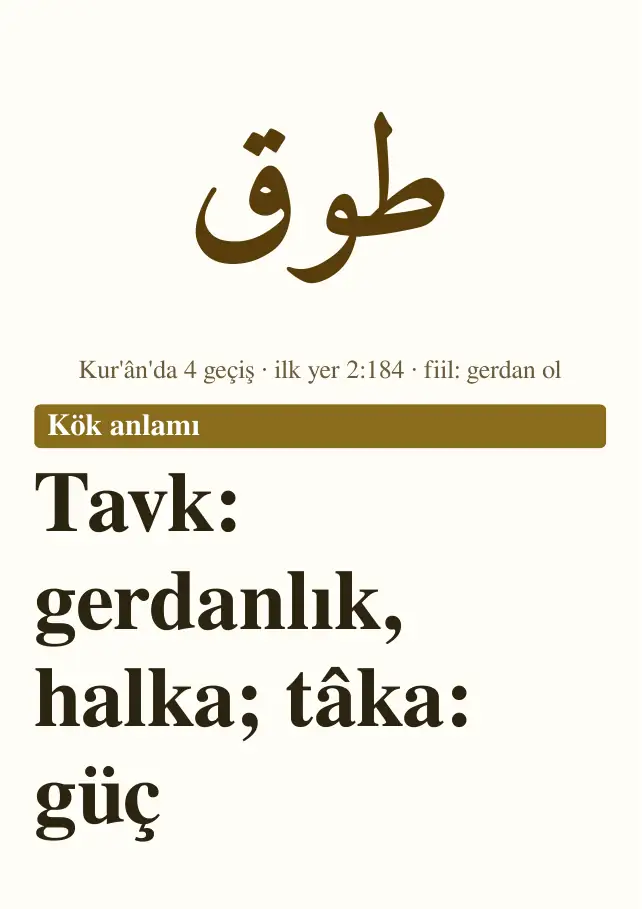 طوق
Kur'ân'da 4 geçiş · ilk yer 2:184 · fiil: gerdan ol
Kök anlamı
Tavk:
gerdanlık,
halka; tâka:
güç